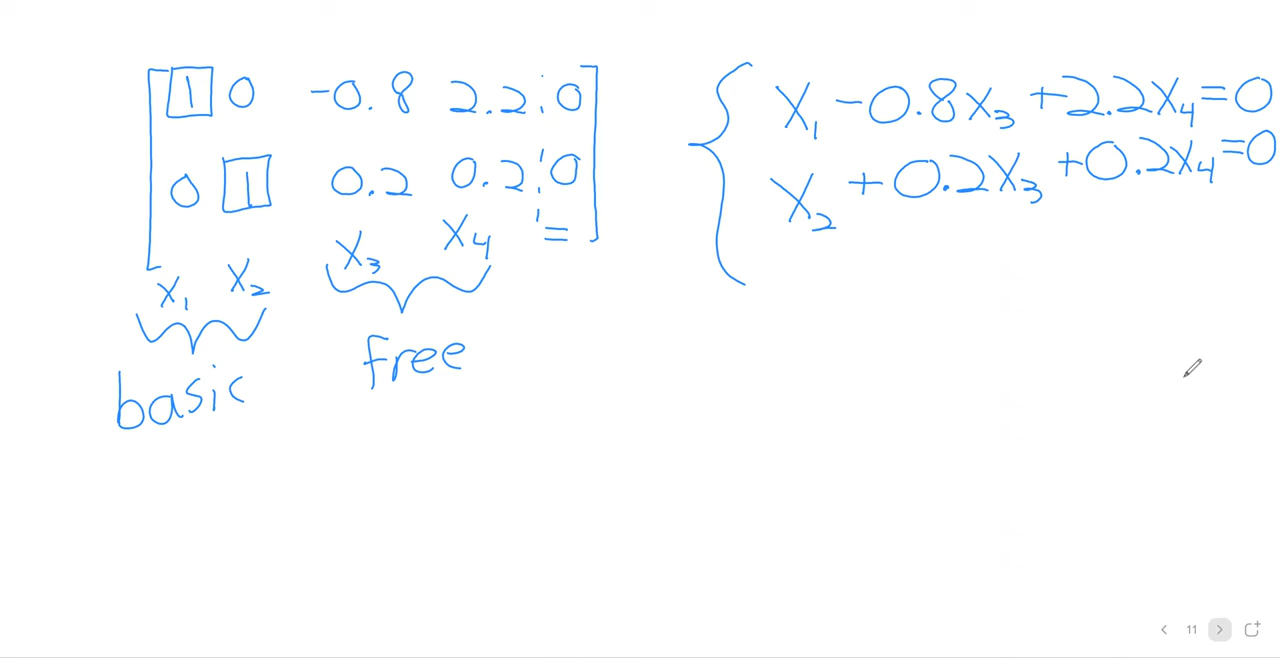 1 0 -0.8 2.2 ¦ 0
0 1 0.2 0.2 ¦ 0
x₁ x₂ x₃ x₄ ¦ =
basic free
x₁ -0.8x₃ +2.2x₄=0
x₂ +0.2x₃ +0.2x₄=0
11